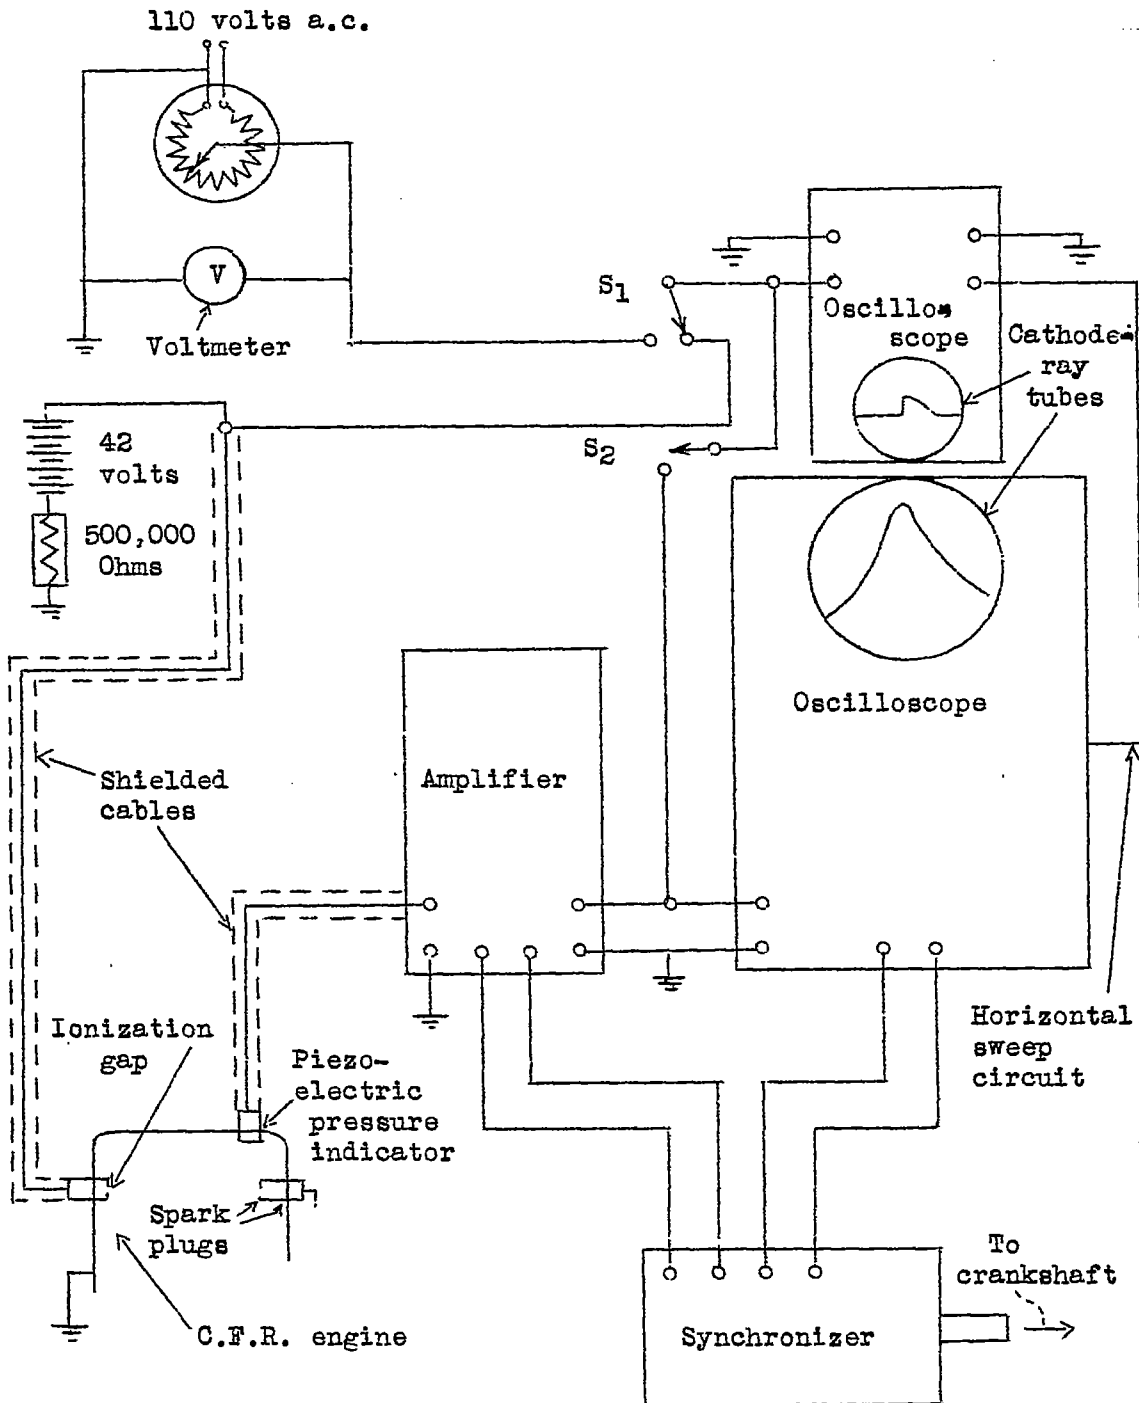 110 volts a.c.
V
Voltmeter
S1
Oscillo-
scope
Cathode-
ray
tubes
42
volts
S2
500,000
Ohms
Oscilloscope
Amplifier
Shielded
cables
Ionization
gap
Piezo-
electric
pressure
indicator
Horizontal
sweep
circuit
Spark
plugs
To
crankshaft
C.F.R. engine
Synchronizer